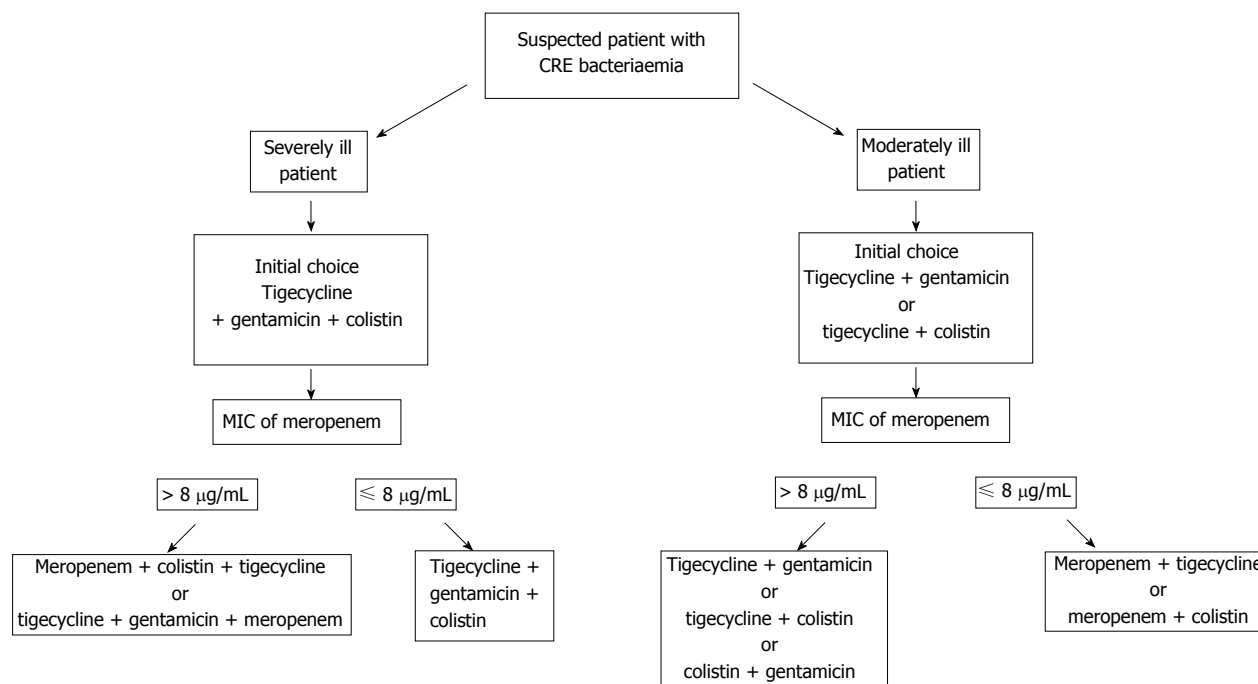 Suspected patient with
CRE bacteriaemia
Severely ill
patient
Moderately ill
patient
Initial choice
Tigecycline
+ gentamicin + colistin
Initial choice
Tigecycline + gentamicin
or
tigecycline + colistin
MIC of meropenem
MIC of meropenem
> 8 µg/mL
≤ 8 µg/mL
> 8 µg/mL
≤ 8 µg/mL
Meropenem + colistin + tigecycline
or
tigecycline + gentamicin + meropenem
Tigecycline +
gentamicin +
colistin
Tigecycline + gentamicin
or
tigecycline + colistin
or
colistin + gentamicin
Meropenem + tigecycline
or
meropenem + colistin